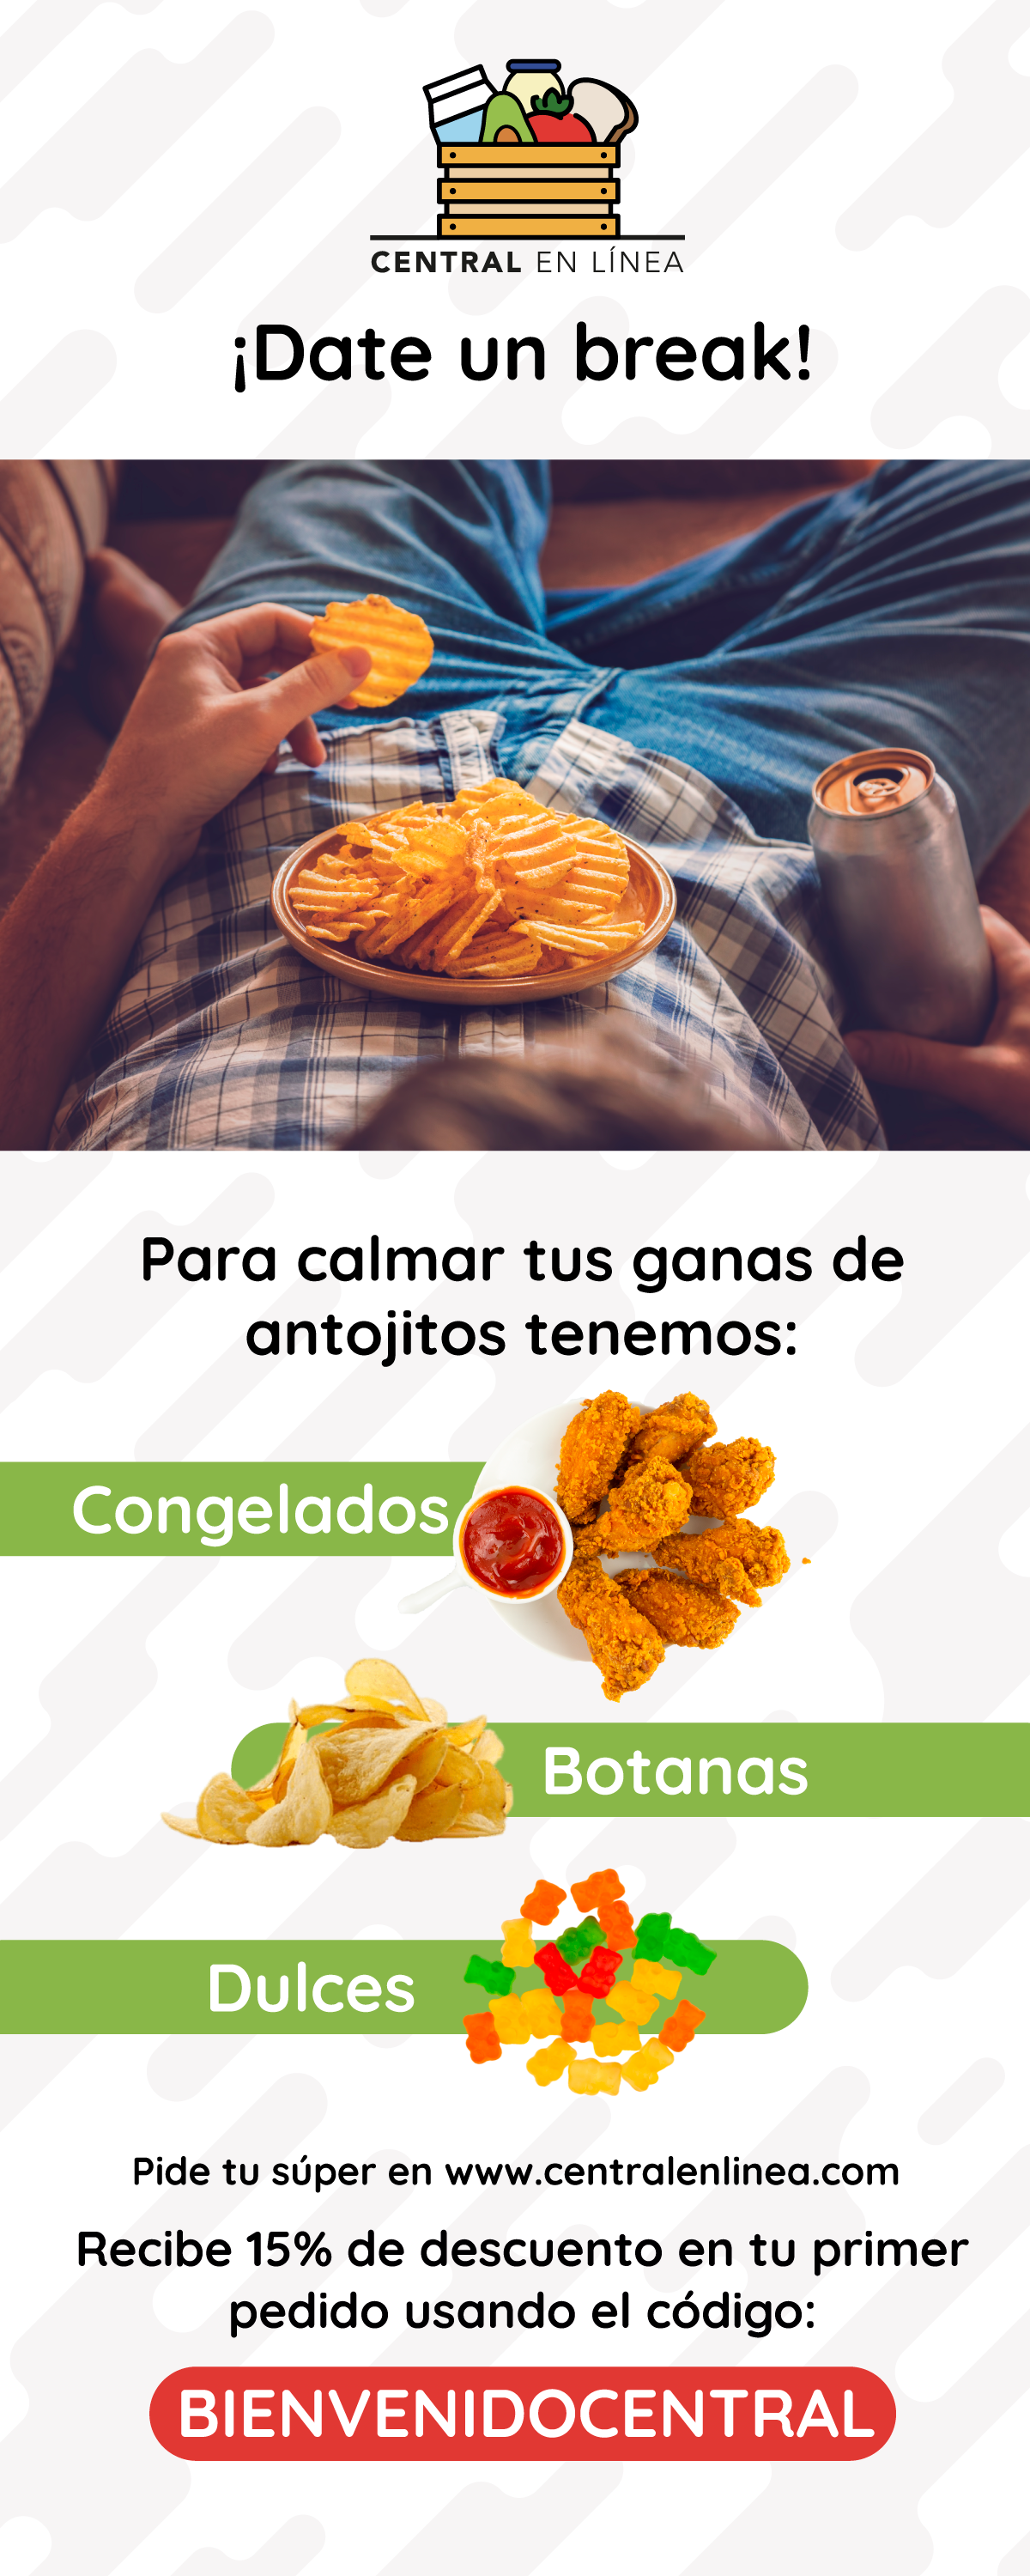 CENTRAL EN LÍNEA
¡Date un break!
Para calmar tus ganas de
antojitos tenemos:
Congelados
Botanas
Dulces
Pide tu súper en www.centralenlinea.com
Recibe 15% de descuento en tu primer
pedido usando el código:
BIENVENIDOCENTRAL